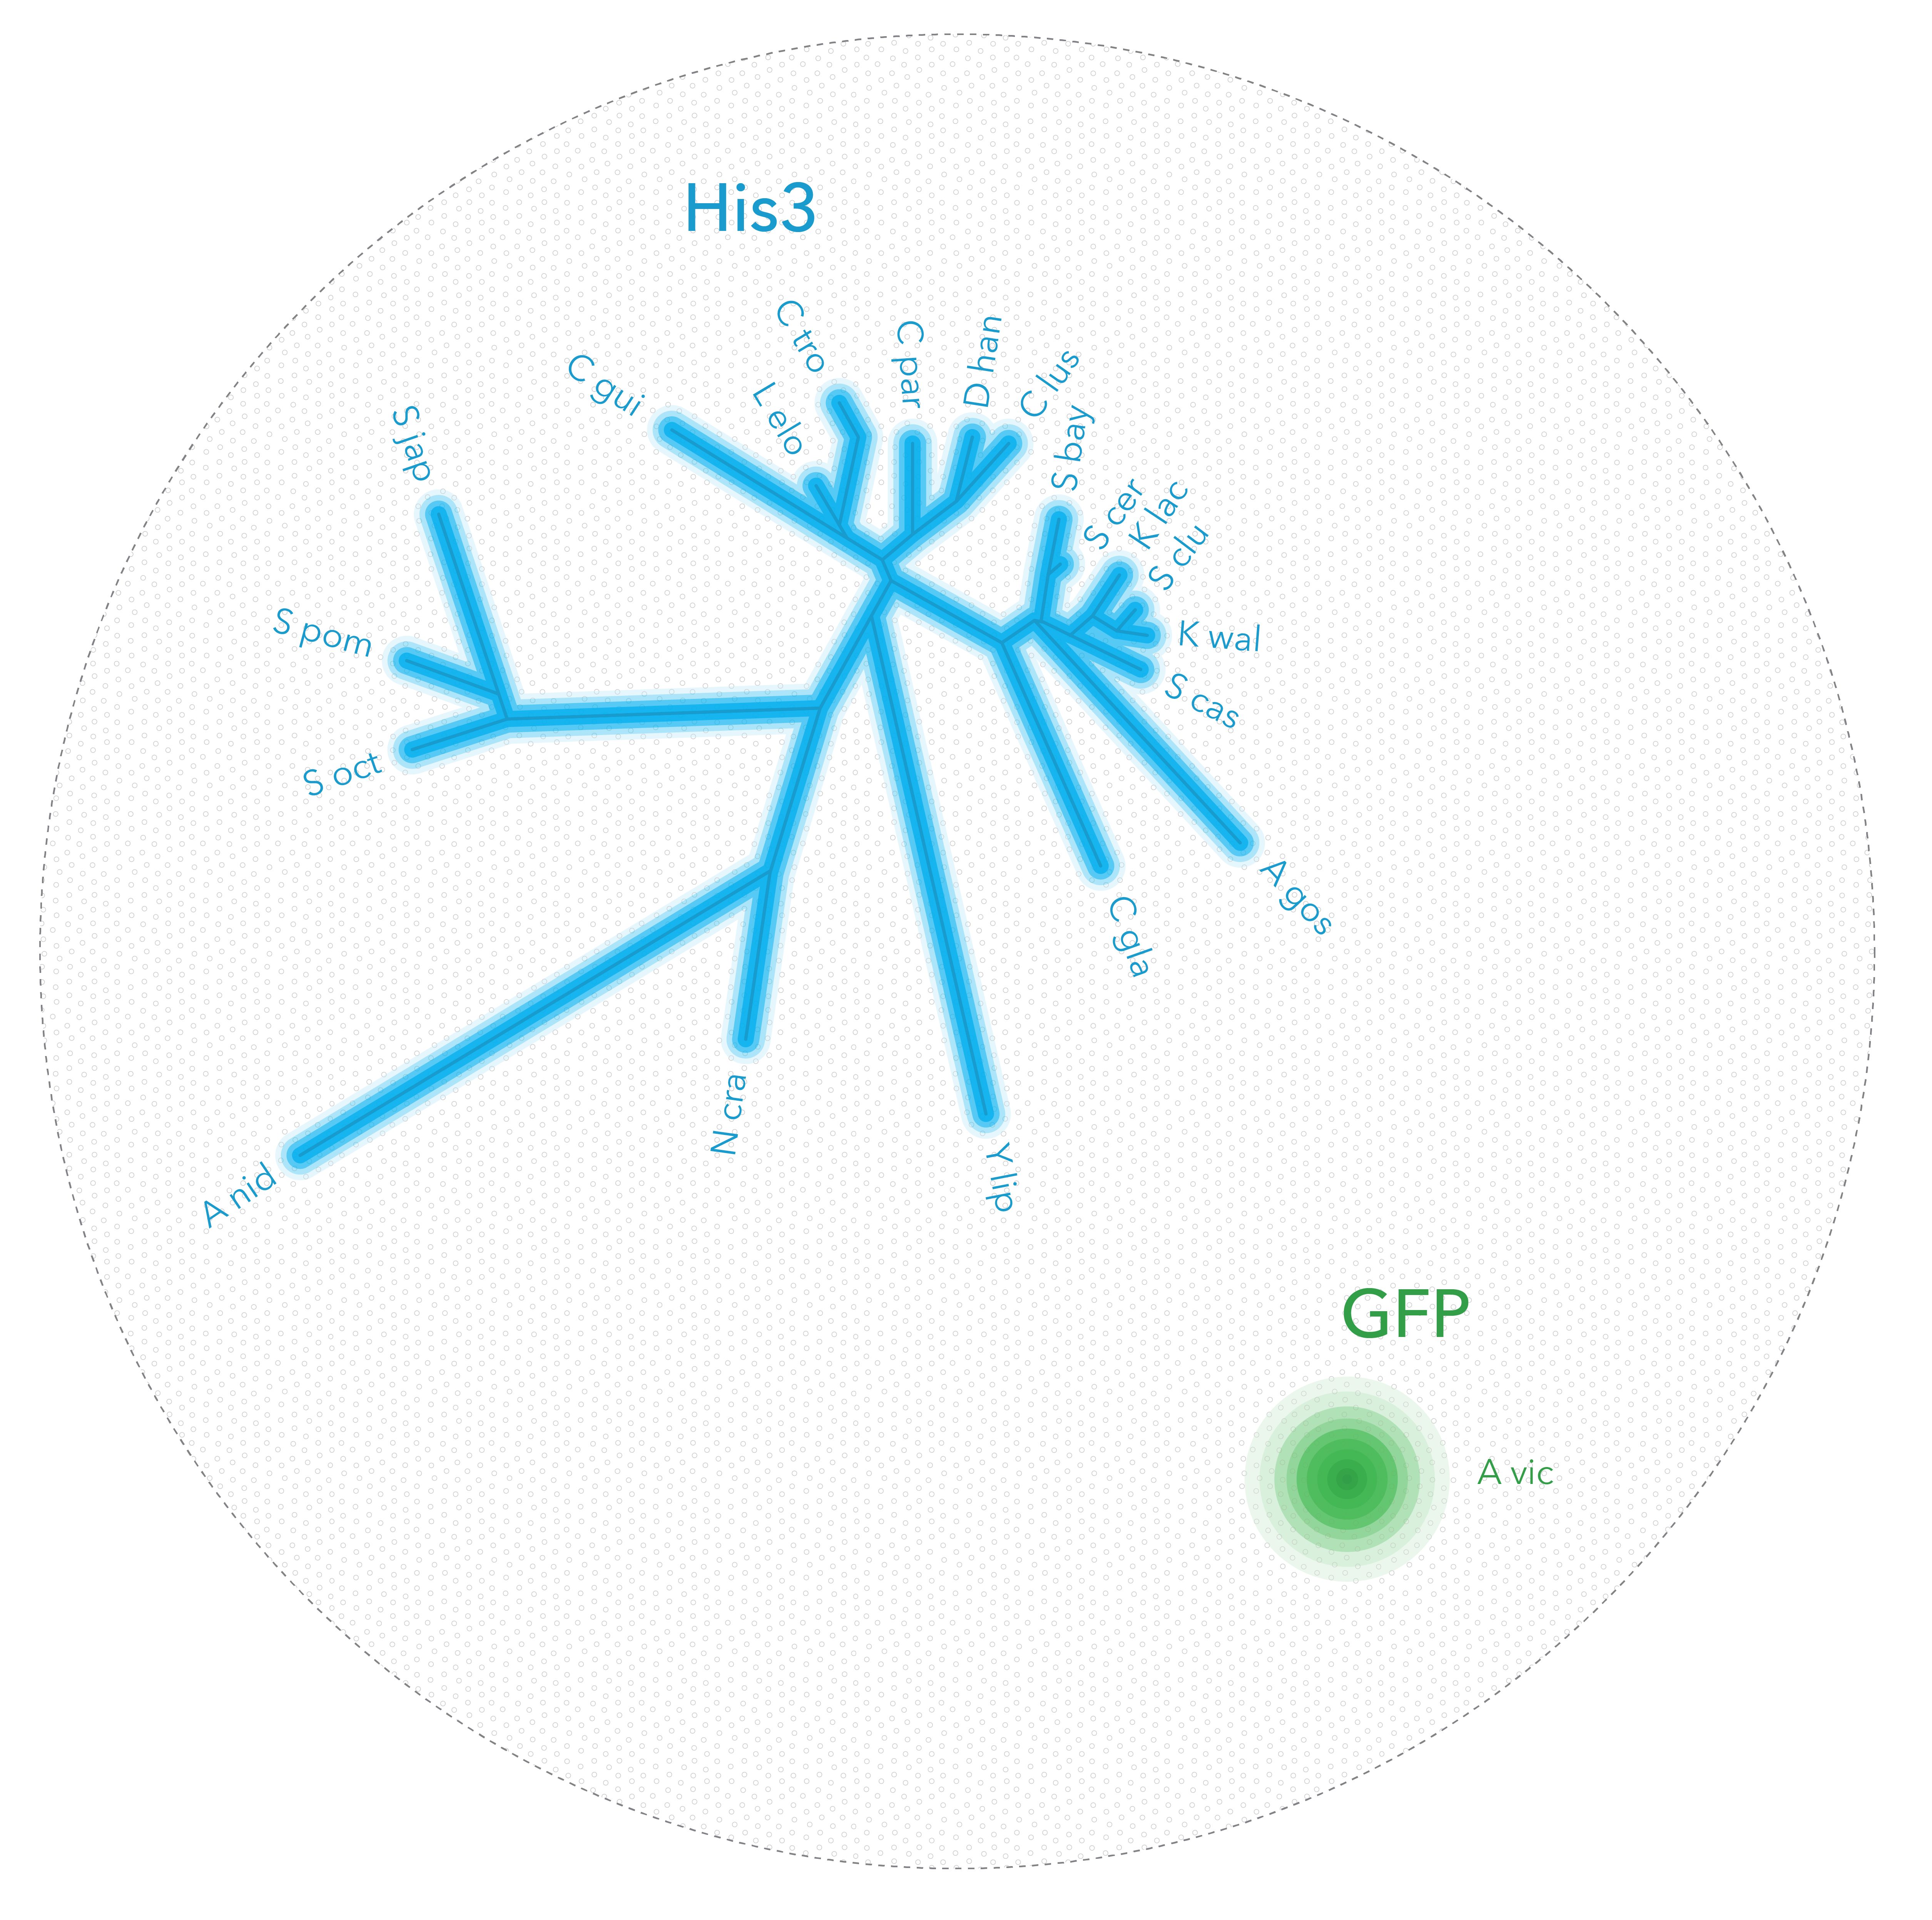 His3
C tro
C par
D han
C lus
C gui
L elo
S jap
S bay
S cer
K lac
S clu
S pom
K wal
S cas
S oct
A gos
C gla
N cra
Y lip
A nid
GFP
A vic